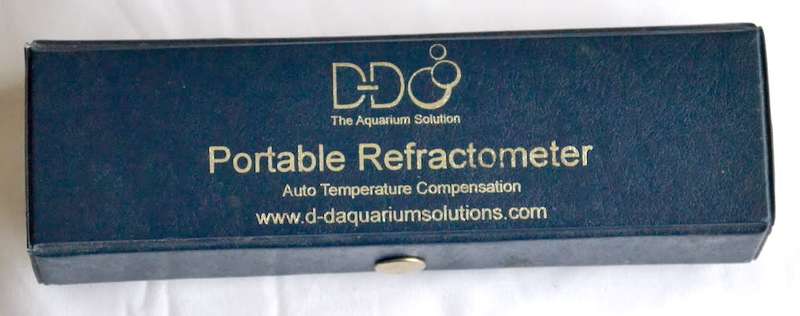 D-D
The Aquarium Solution
Portable Refractometer
Auto Temperature Compensation
www.d-daquariumsolutions.com